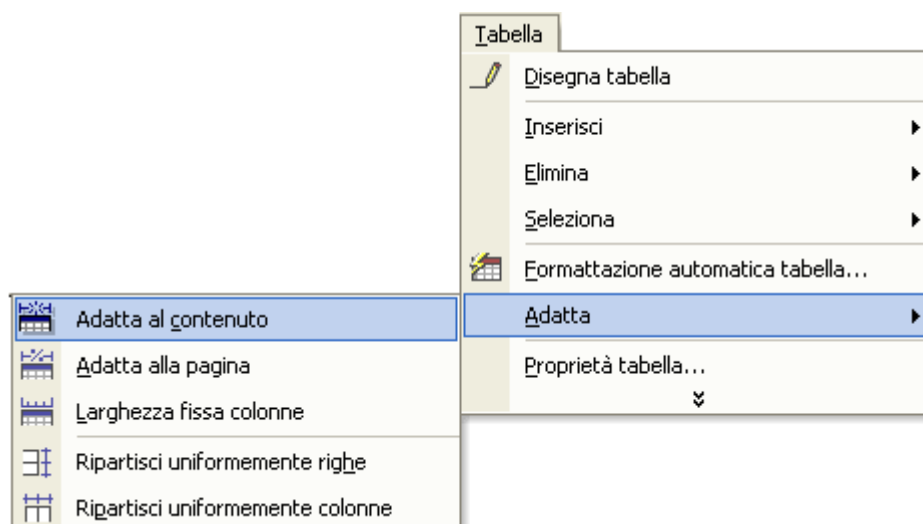 Tabella
Disegna tabella
Inserisci
Elimina
Seleziona
Formattazione automatica tabella...
Adatta
Proprietà tabella...
Adatta al contenuto
Adatta alla pagina
Larghezza fissa colonne
Ripartisci uniformemente righe
Ripartisci uniformemente colonne